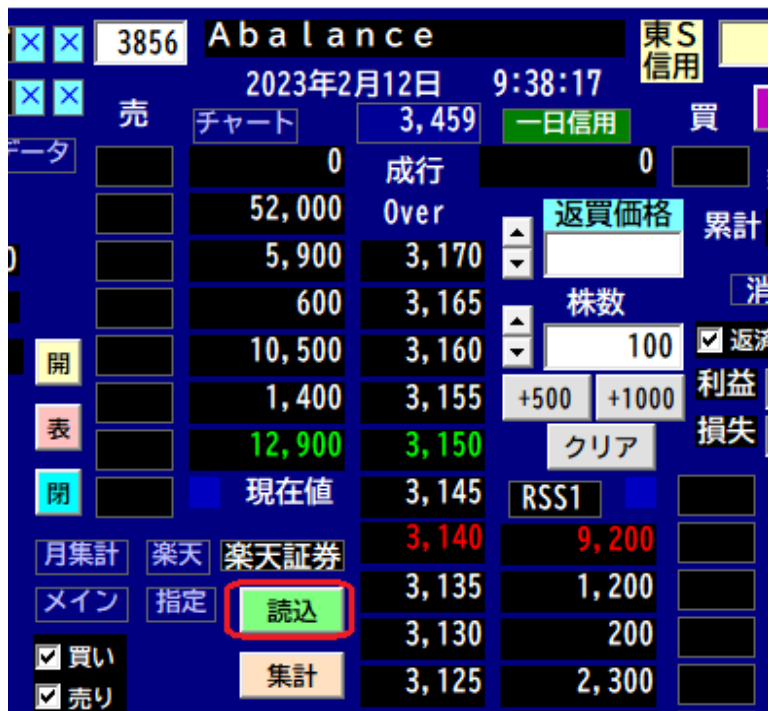 3856 Abalance 東S
信用
2023年2月12日 9:38:17
売 チャート 3,459 一日信用 買
データ
0 成行 0
52,000 Over 返買価格 累計
5,900 3,170
600 3,165 株数
開 10,500 3,160 100
1,400 3,155 +500 +1000 利益
表 12,900 3,150 クリア 損失
閉 現在値 3,145 RSS1
3,140 9,200
月集計 楽天 楽天証券
3,135 1,200
メイン 指定 読込
3,130 200
買い
集計 3,125 2,300
売り